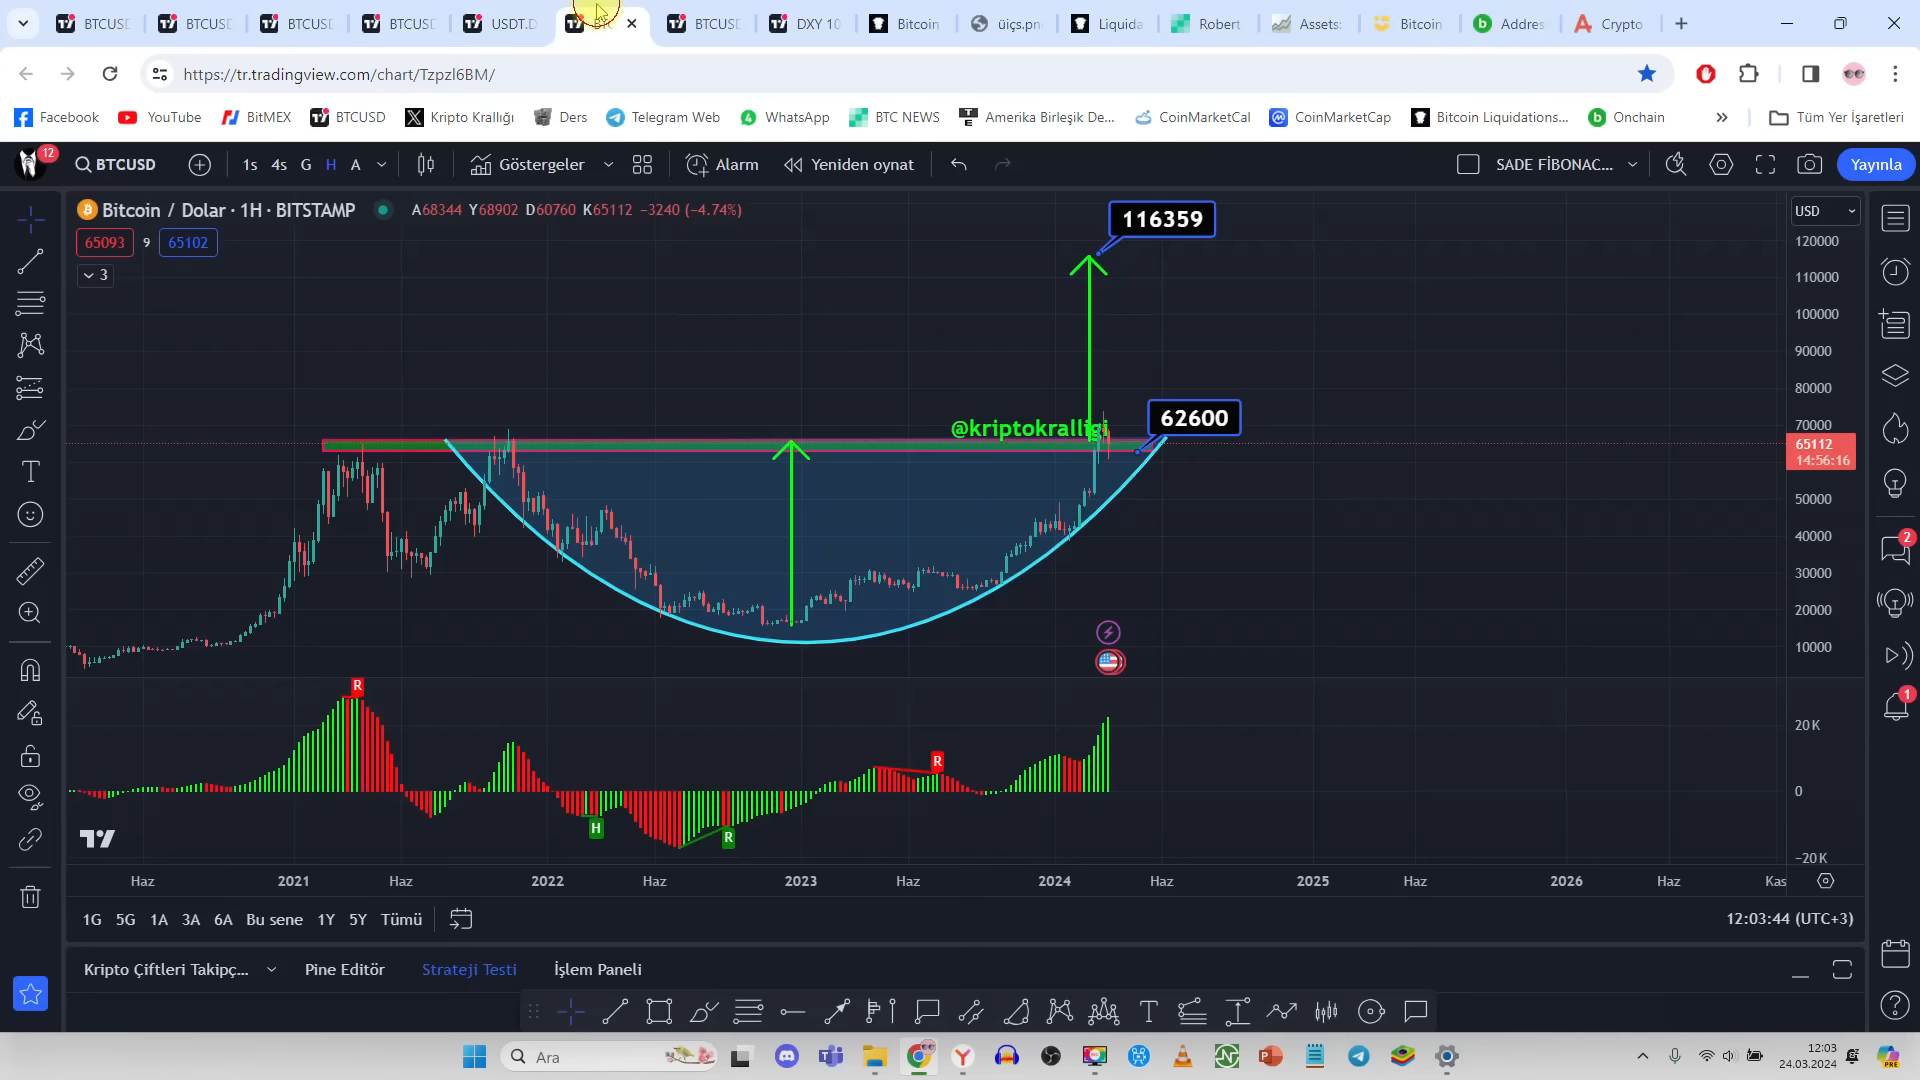 BTCUSD
BTCUSD
BTCUSD
BTCUSD
USDT.D
BTC
BTCUSD
DXY 10
Bitcoin
üiçş.pn
Liquida
Robert
Assets:
Bitcoin
Addres
Crypto
https://tr.tradingview.com/chart/Tzpzl6BM/
Facebook
YouTube
BitMEX
BTCUSD
Kripto Krallığı
Ders
Telegram Web
WhatsApp
BTC NEWS
Amerika Birleşik De...
CoinMarketCal
CoinMarketCap
Bitcoin Liquidations...
Onchain
Tüm Yer İşaretleri
12
BTCUSD
1s 4s G H A
Göstergeler
Alarm
Yeniden oynat
SADE FİBONAC...
Yayınla
Bitcoin / Dolar · 1H · BITSTAMP
A68344 Y68902 D60760 K65112 −3240 (−4.74%)
65093 9 65102
3
USD
116359
62600
@kriptokralligi
120000
110000
100000
90000
80000
70000
65112
14:56:16
50000
40000
30000
20000
10000
R
R
H
R
20K
0
−20K
Haz 2021 Haz 2022 Haz 2023 Haz 2024 Haz 2025 Haz 2026 Haz Kas
1G 5G 1A 3A 6A Bu sene 1Y 5Y Tümü
12:03:44 (UTC+3)
Kripto Çiftleri Takipç...
Pine Editör
Strateji Testi
İşlem Paneli
2
1
Ara
12:03
24.03.2024
PRE